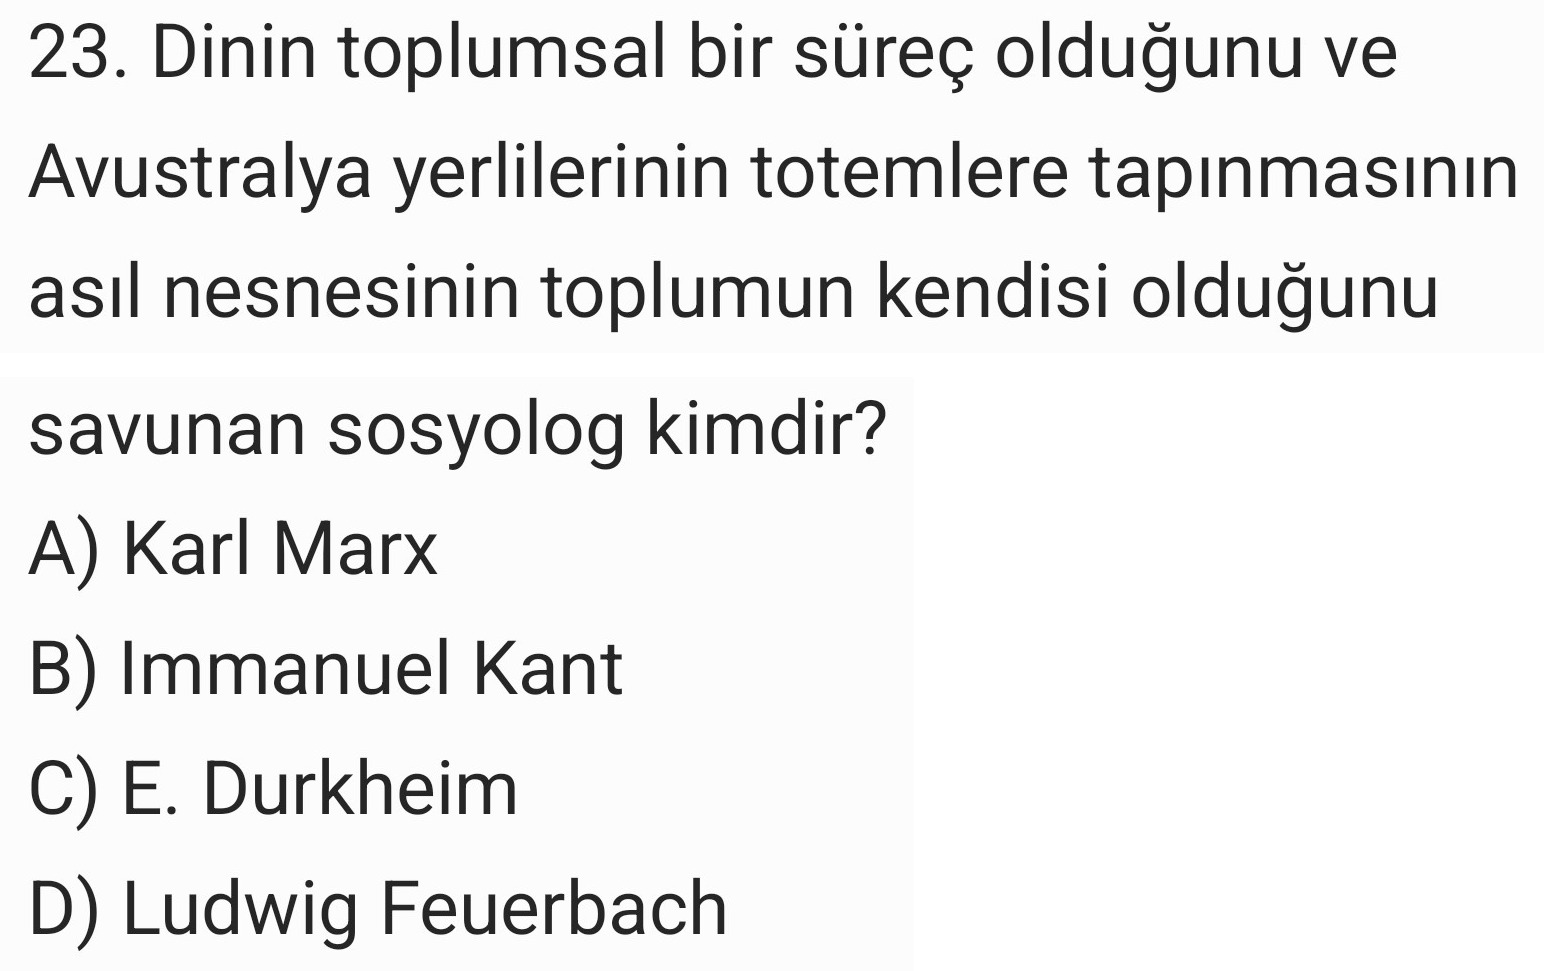 23. Dinin toplumsal bir süreç olduğunu ve
Avustralya yerlilerinin totemlere tapınmasının
asıl nesnesinin toplumun kendisi olduğunu
savunan sosyolog kimdir?
A) Karl Marx
B) Immanuel Kant
C) E. Durkheim
D) Ludwig Feuerbach